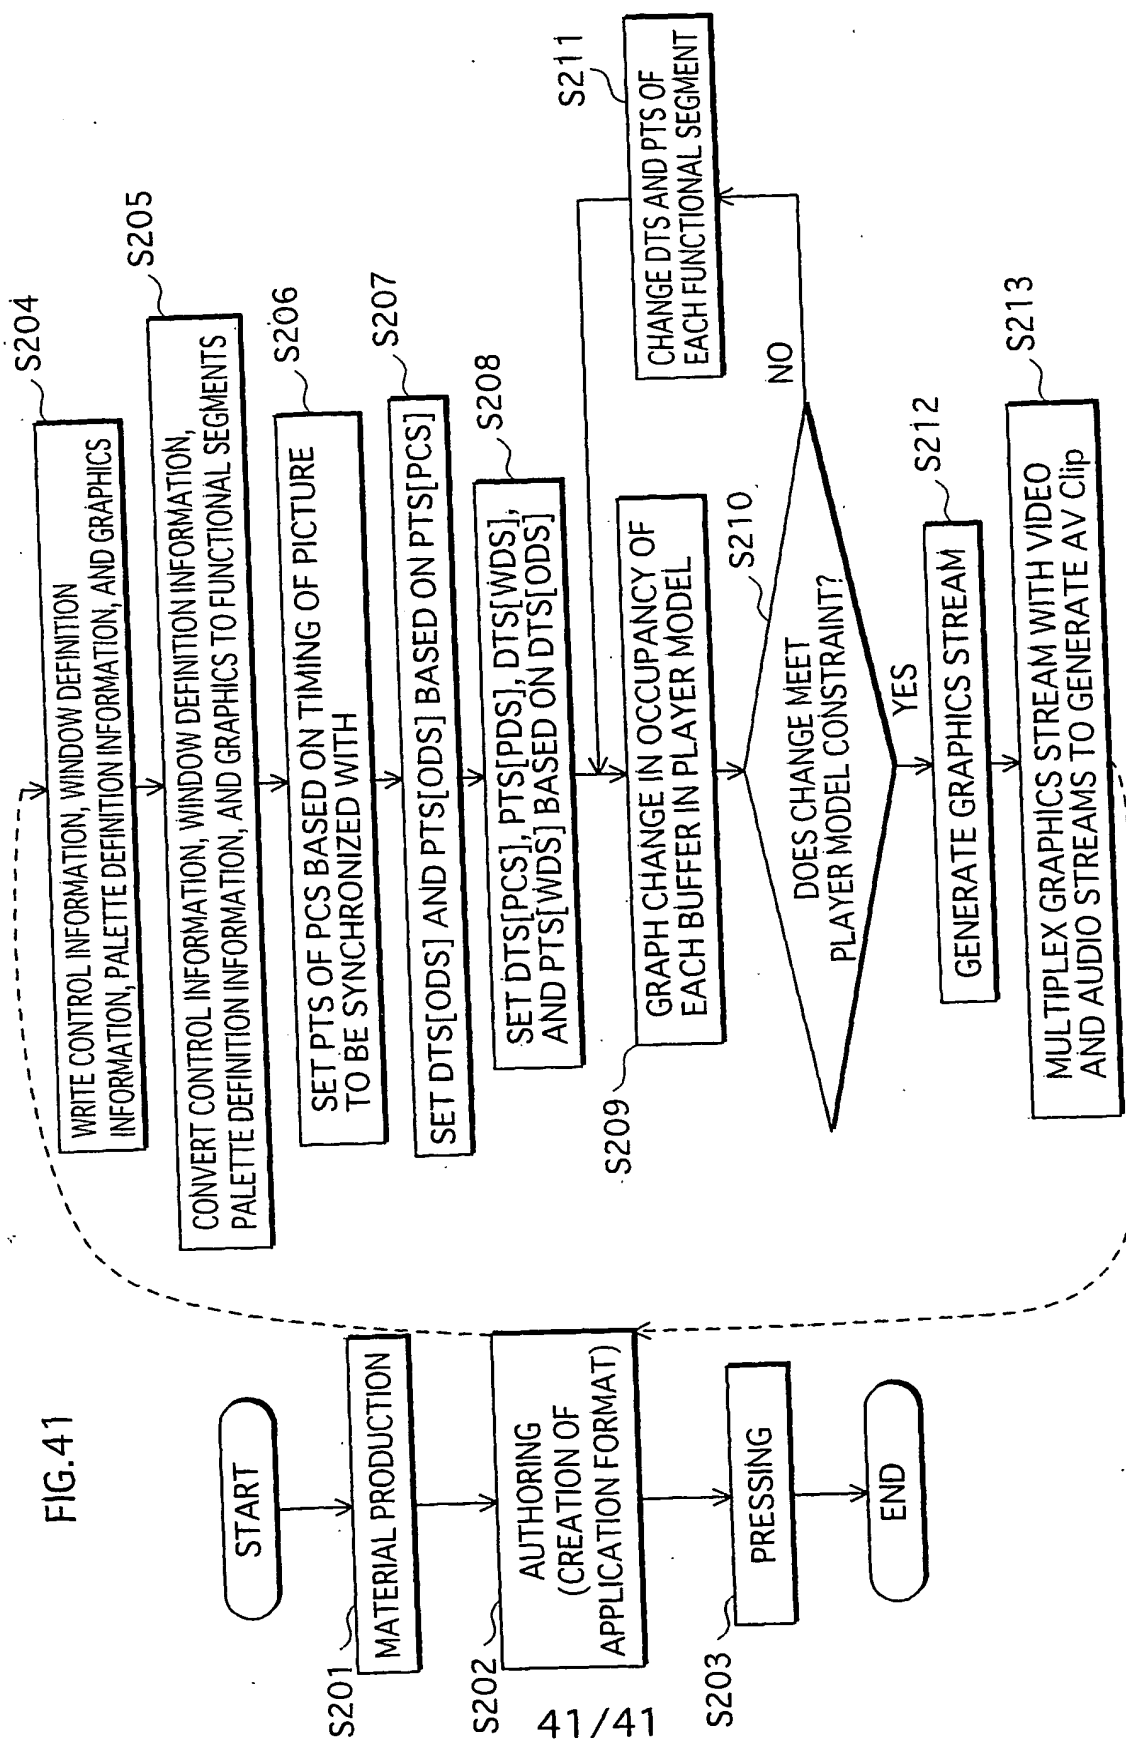 FIG.41
START
S201
MATERIAL PRODUCTION
S202
AUTHORING
(CREATION OF
APPLICATION FORMAT)
S203
PRESSING
END
S204
WRITE CONTROL INFORMATION, WINDOW DEFINITION
INFORMATION, PALETTE DEFINITION INFORMATION, AND GRAPHICS
S205
CONVERT CONTROL INFORMATION, WINDOW DEFINITION INFORMATION,
PALETTE DEFINITION INFORMATION, AND GRAPHICS TO FUNCTIONAL SEGMENTS
S206
SET PTS OF PCS BASED ON TIMING OF PICTURE
TO BE SYNCHRONIZED WITH
S207
SET DTS[ODS] AND PTS[ODS] BASED ON PTS[PCS]
S208
SET DTS[PCS], PTS[PDS], DTS[WDS],
AND PTS[WDS] BASED ON DTS[ODS]
S209
GRAPH CHANGE IN OCCUPANCY OF
EACH BUFFER IN PLAYER MODEL
S210
DOES CHANGE MEET
PLAYER MODEL CONSTRAINT?
NO
S211
CHANGE DTS AND PTS OF
EACH FUNCTIONAL SEGMENT
YES
S212
GENERATE GRAPHICS STREAM
S213
MULTIPLEX GRAPHICS STREAM WITH VIDEO
AND AUDIO STREAMS TO GENERATE AV Clip
41/41